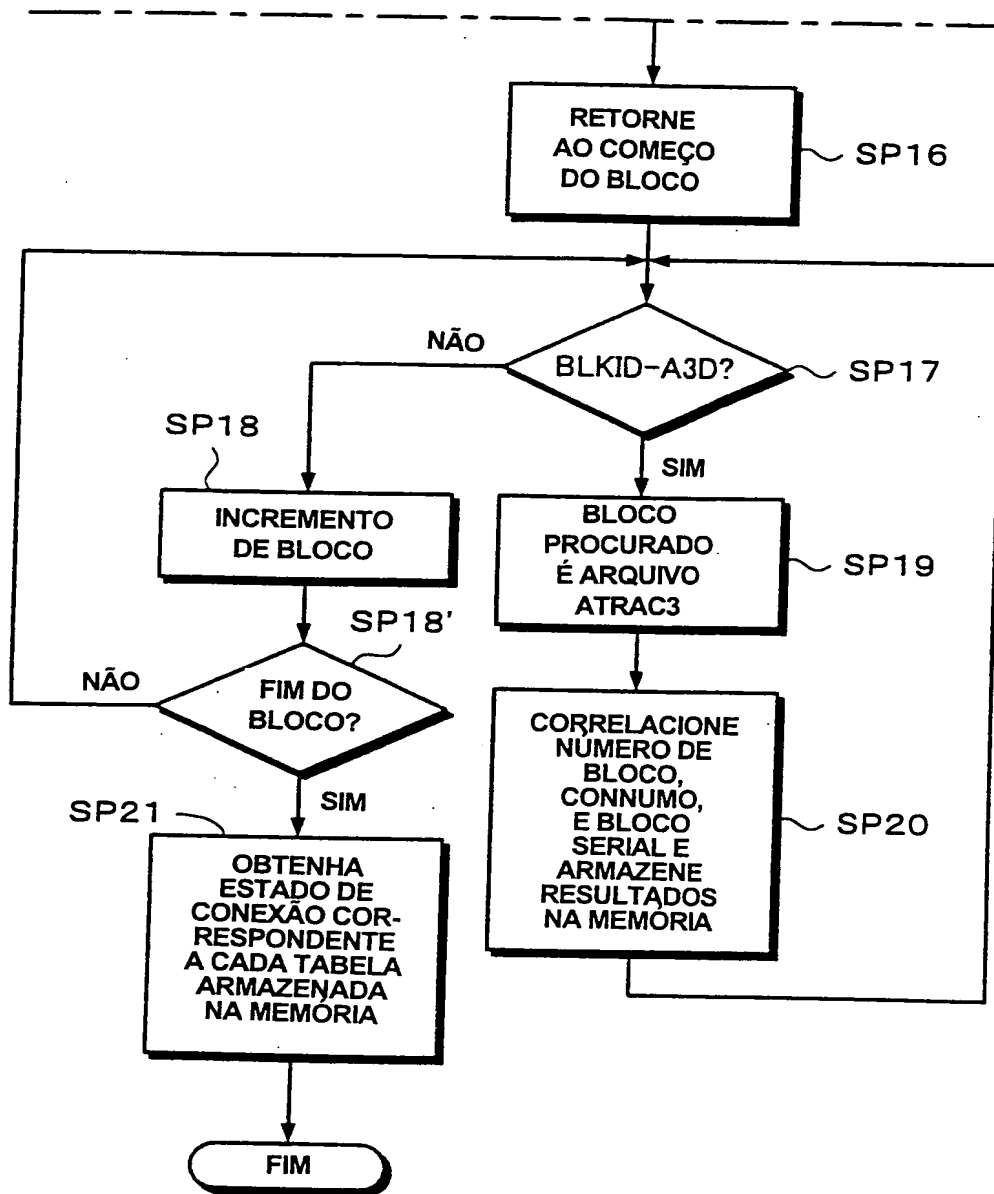 RETORNE
AO COMEÇO
DO BLOCO
SP16
NÃO
BLKID-A3D?
SP17
SP18
SIM
INCREMENTO
DE BLOCO
BLOCO
PROCURADO
É ARQUIVO
ATRAC3
SP19
SP18'
NÃO
FIM DO
BLOCO?
SIM
CORRELACIONE
NÚMERO DE
BLOCO,
CONNUMO,
E BLOCO
SERIAL E
ARMAZENE
RESULTADOS
NA MEMÓRIA
SP20
SP21
OBTENHA
ESTADO DE
CONEXÃO COR-
RESPONDENTE
A CADA TABELA
ARMAZENADA
NA MEMÓRIA
FIM